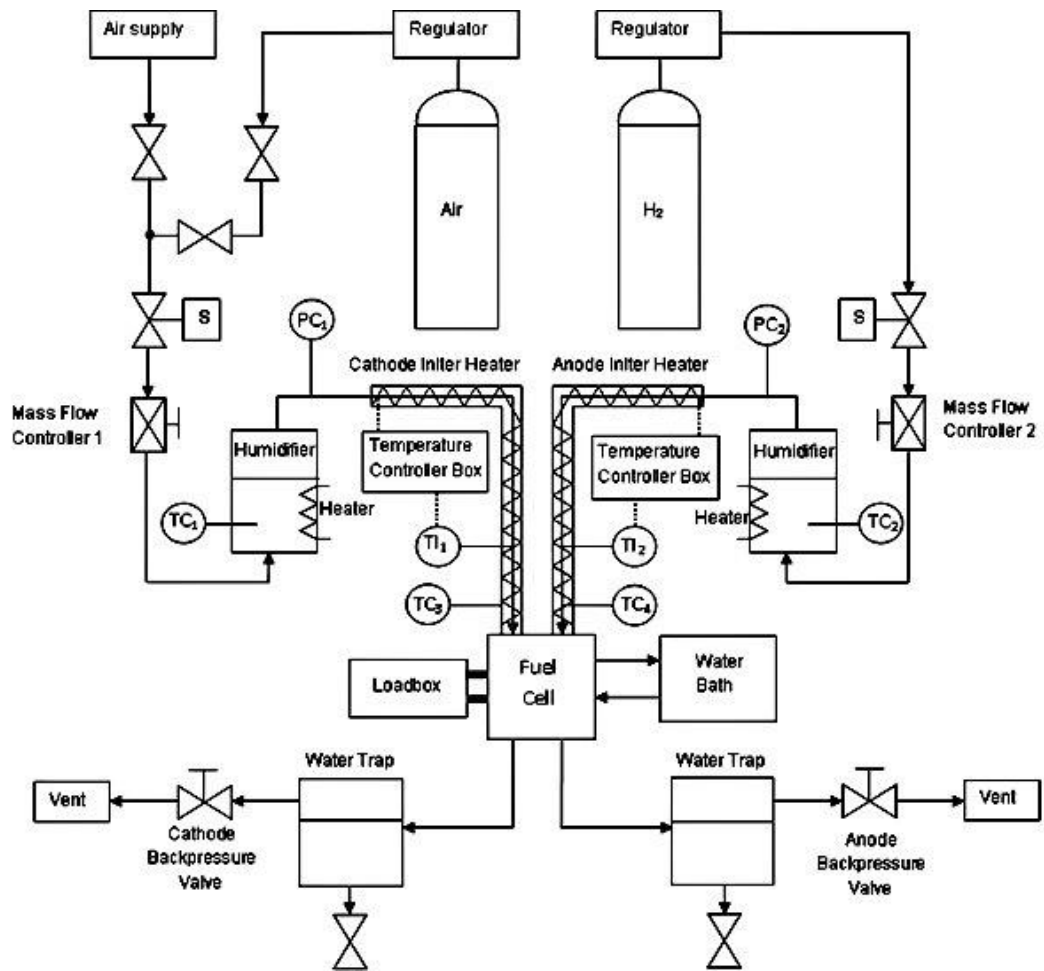 Air supply
Regulator
Regulator
Air
H₂
S
S
PC₁
PC₂
Cathode Inlter Heater
Anode Inlter Heater
Mass Flow
Controller 1
Mass Flow
Controller 2
Humidifier
Temperature
Controller Box
Temperature
Controller Box
Humidifier
Heater
Heater
TC₁
TI₁
TI₂
TC₂
TC₃
TC₄
Loadbox
Fuel
Cell
Water
Bath
Water Trap
Water Trap
Vent
Cathode
Backpressure
Valve
Anode
Backpressure
Valve
Vent